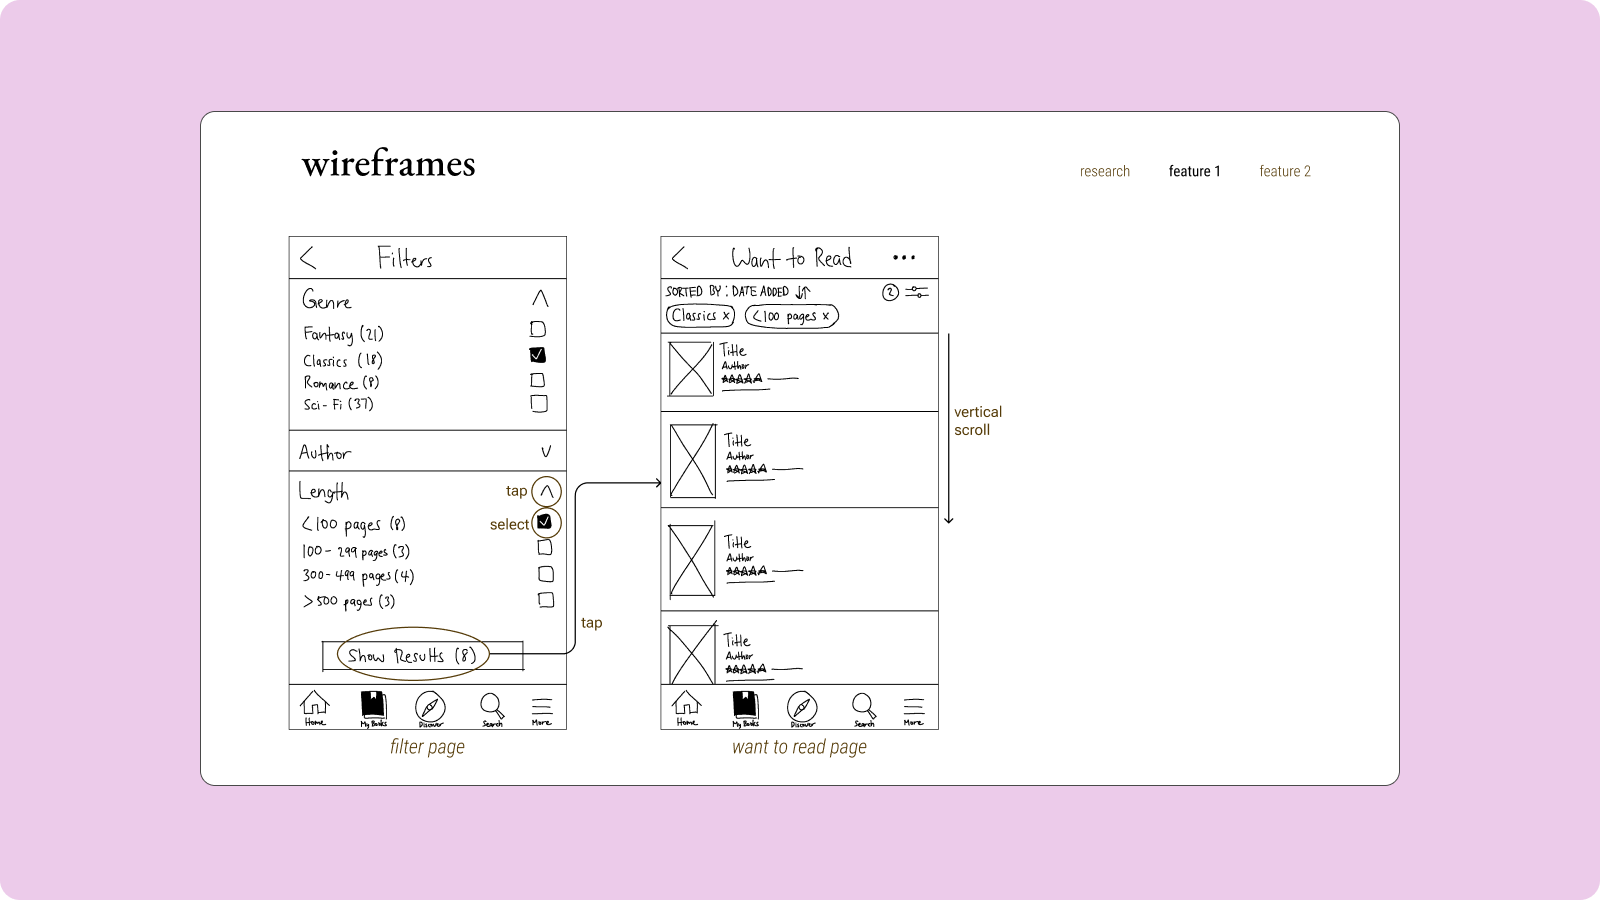 wireframes
research feature 1 feature 2
Filters
Genre
Fantasy (21)
Classics (18)
Romance (8)
Sci-Fi (37)
Author
Length
tap
<100 pages (8)
select
100-299 pages (3)
300-499 pages (4)
>500 pages (3)
Show Results (8)
tap
Home My Books Discover Search More
filter page
Want to Read
SORTED BY: DATE ADDED
2
Classics x <100 pages x
Title
Author
Title
Author
Title
Author
Title
Author
vertical
scroll
Home My Books Discover Search More
want to read page